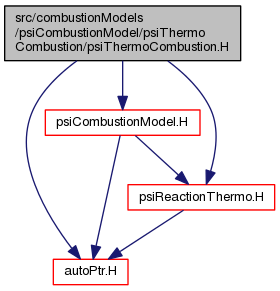 src/combustionModels
/psiCombustionModel/psiThermo
Combustion/psiThermoCombustion.H
psiCombustionModel.H
psiReactionThermo.H
autoPtr.H